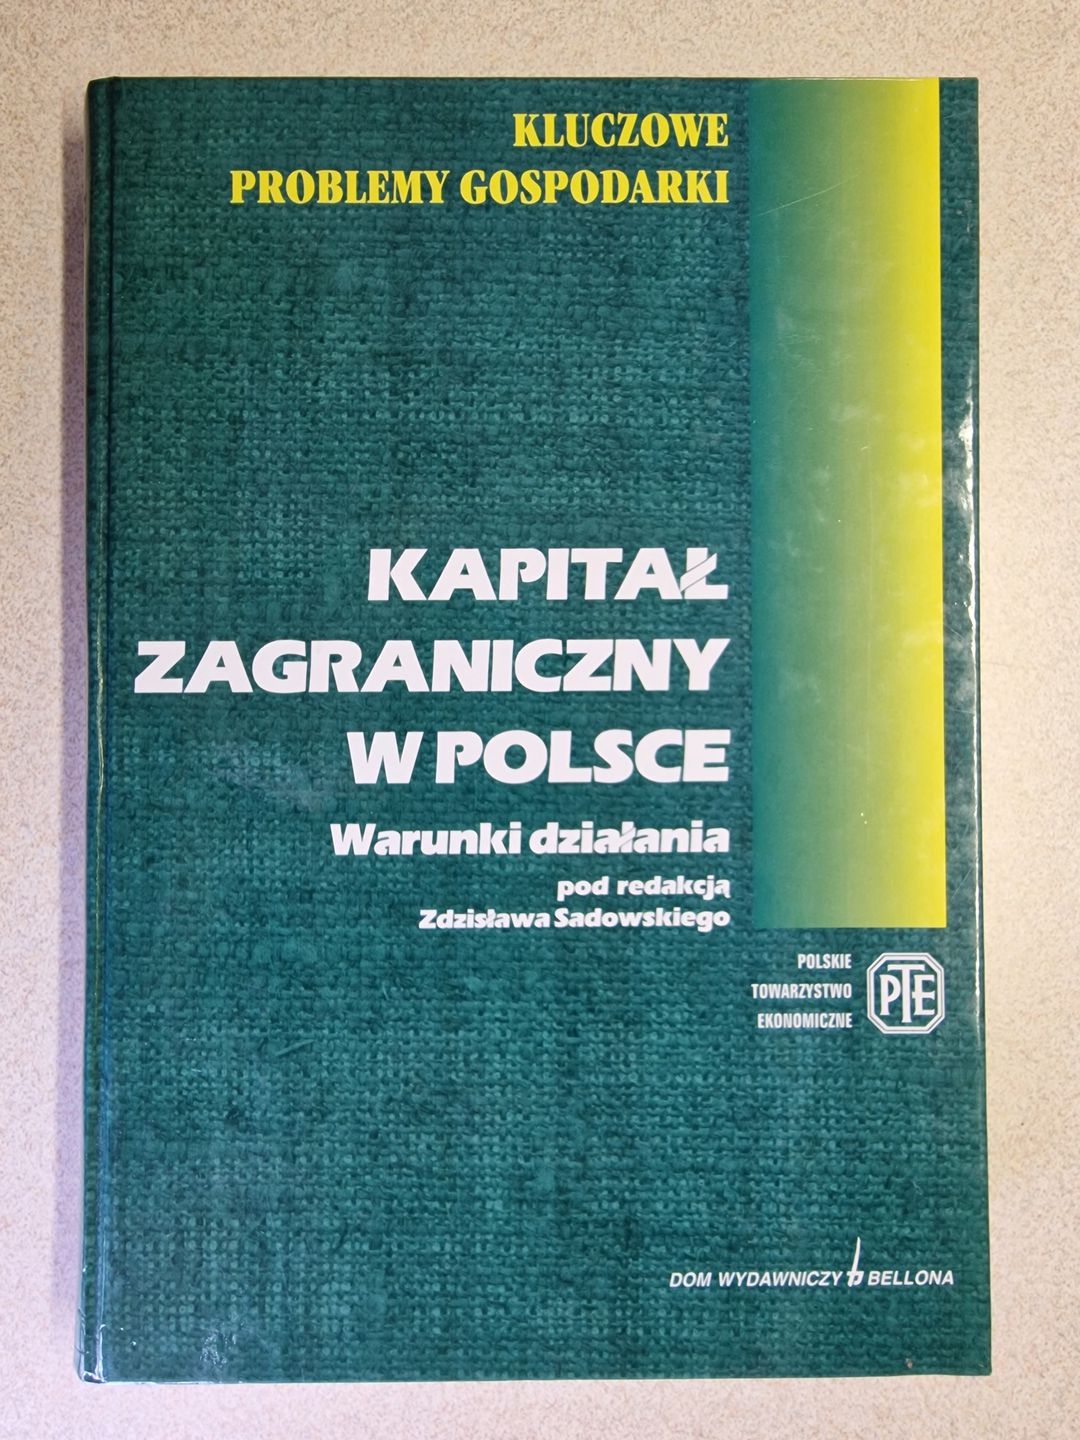 KLUCZOWE
PROBLEMY GOSPODARKI
KAPITAŁ
ZAGRANICZNY
W POLSCE
Warunki działania
pod redakcją
Zdzisława Sadowskiego
POLSKIE
TOWARZYSTWO
EKONOMICZNE
PTE
DOM WYDAWNICZY BELLONA